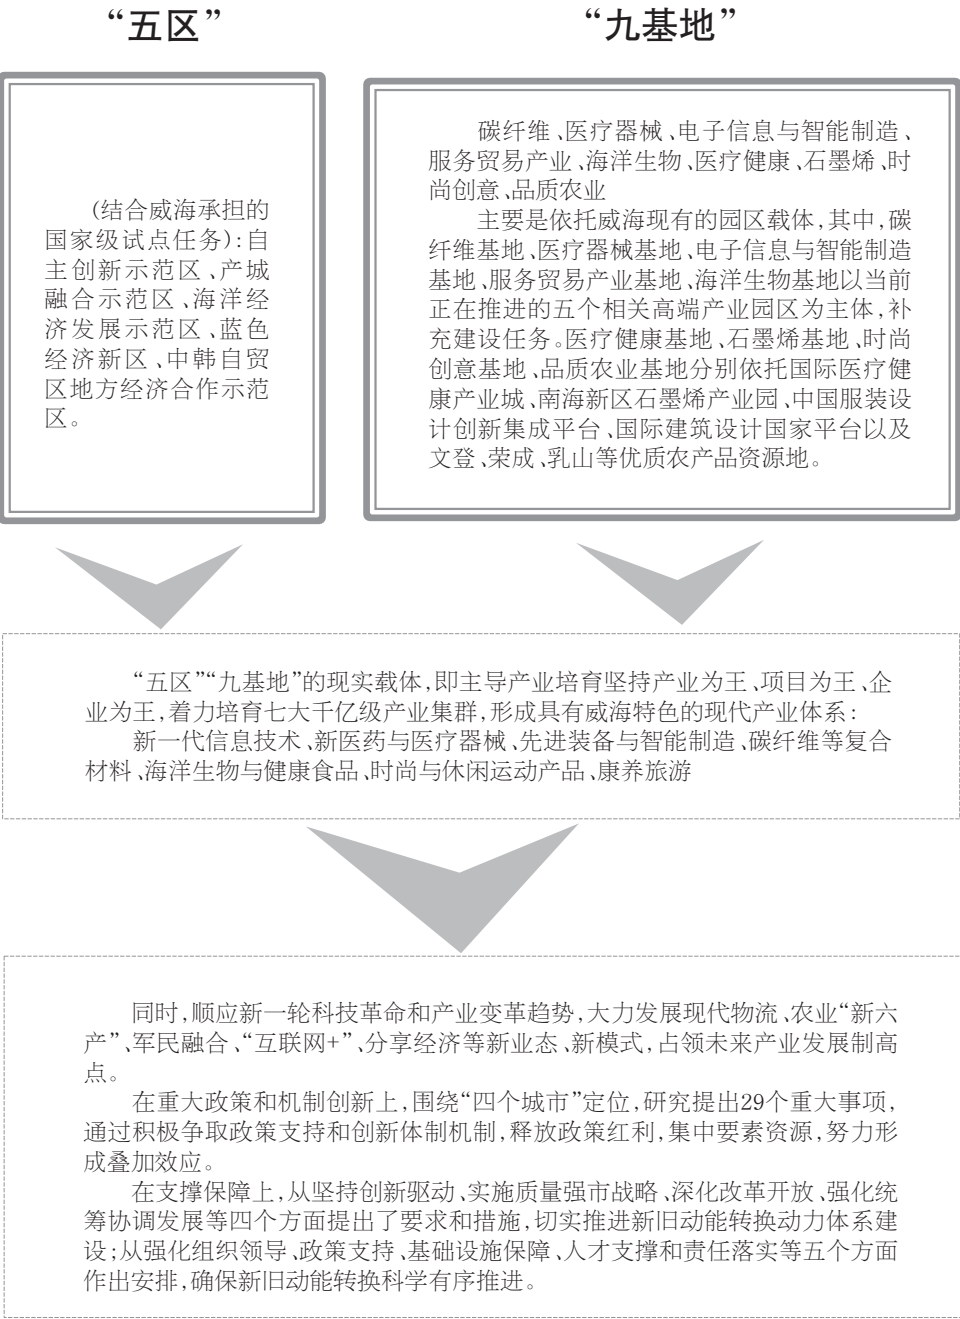 “五区”
(结合威海承担的
国家级试点任务):自
主创新示范区、产城
融合示范区、海洋经
济发展示范区、蓝色
经济新区、中韩自贸
区地方经济合作示范
区。
“九基地”
碳纤维、医疗器械、电子信息与智能制造、
服务贸易产业、海洋生物、医疗健康、石墨烯、时
尚创意、品质农业
主要是依托威海现有的园区载体,其中,碳
纤维基地、医疗器械基地、电子信息与智能制造
基地、服务贸易产业基地、海洋生物基地以当前
正在推进的五个相关高端产业园区为主体,补
充建设任务。医疗健康基地、石墨烯基地、时尚
创意基地、品质农业基地分别依托国际医疗健
康产业城、南海新区石墨烯产业园、中国服装设
计创新集成平台、国际建筑设计国家平台以及
文登、荣成、乳山等优质农产品资源地。
“五区”“九基地”的现实载体,即主导产业培育坚持产业为王、项目为王、企
业为王,着力培育七大千亿级产业集群,形成具有威海特色的现代产业体系:
新一代信息技术、新医药与医疗器械、先进装备与智能制造、碳纤维等复合
材料、海洋生物与健康食品、时尚与休闲运动产品、康养旅游
同时,顺应新一轮科技革命和产业变革趋势,大力发展现代物流、农业“新六
产”、军民融合、“互联网+”、分享经济等新业态、新模式,占领未来产业发展制高
点。
在重大政策和机制创新上,围绕“四个城市”定位,研究提出29个重大事项,
通过积极争取政策支持和创新体制机制,释放政策红利,集中要素资源,努力形
成叠加效应。
在支撑保障上,从坚持创新驱动、实施质量强市战略、深化改革开放、强化统
筹协调发展等四个方面提出了要求和措施,切实推进新旧动能转换动力体系建
设;从强化组织领导、政策支持、基础设施保障、人才支撑和责任落实等五个方面
作出安排,确保新旧动能转换科学有序推进。